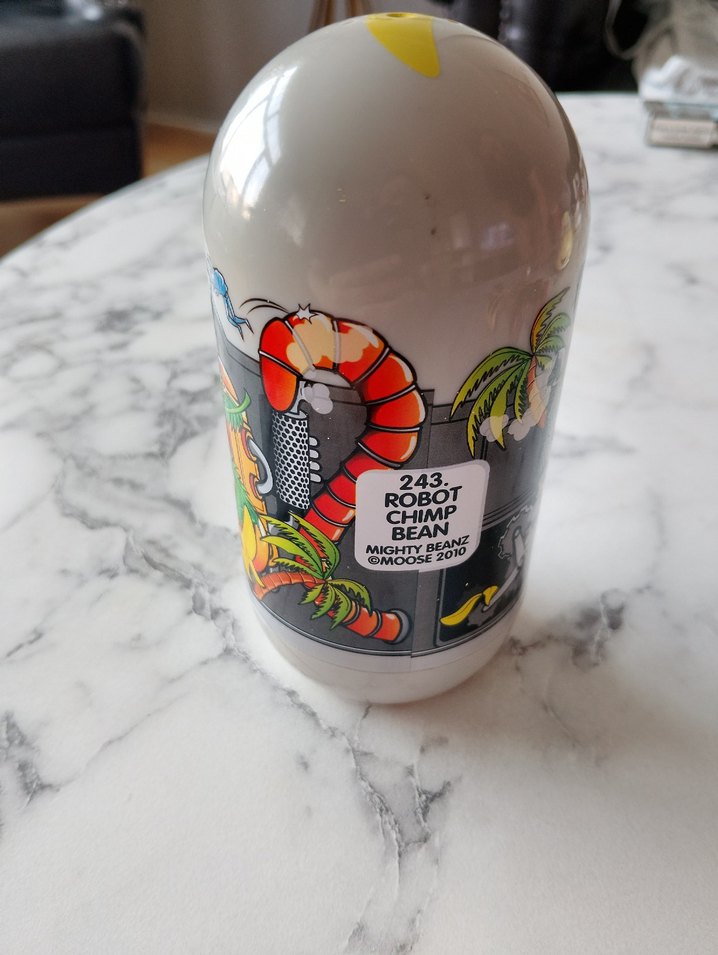 243.
ROBOT
CHIMP
BEAN
MIGHTY BEANZ
©MOOSE 2010